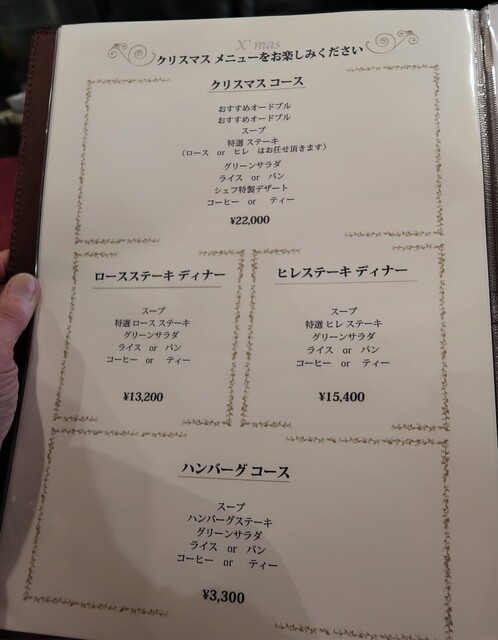 X' mas
クリスマス メニューをお楽しみください
クリスマス コース
おすすめオードブル
おすすめオードブル
スープ
特選 ステーキ
(ロース or ヒレ はお任せ頂きます)
グリーンサラダ
ライス or パン
シェフ特製デザート
コーヒー or ティー
¥22,000
ロースステーキ ディナー
スープ
特選 ロース ステーキ
グリーンサラダ
ライス or パン
コーヒー or ティー
¥13,200
ヒレステーキ ディナー
スープ
特選 ヒレ ステーキ
グリーンサラダ
ライス or パン
コーヒー or ティー
¥15,400
ハンバーグ コース
スープ
ハンバーグステーキ
グリーンサラダ
ライス or パン
コーヒー or ティー
¥3,300